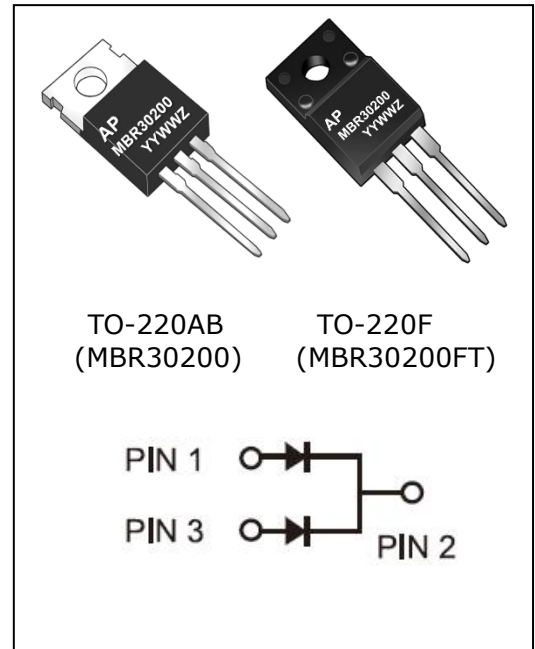 AP
MBR30200
YYWWZ
AP
MBR30200
YYWWZ
TO-220AB
(MBR30200)
TO-220F
(MBR30200FT)
PIN 1
PIN 3
PIN 2